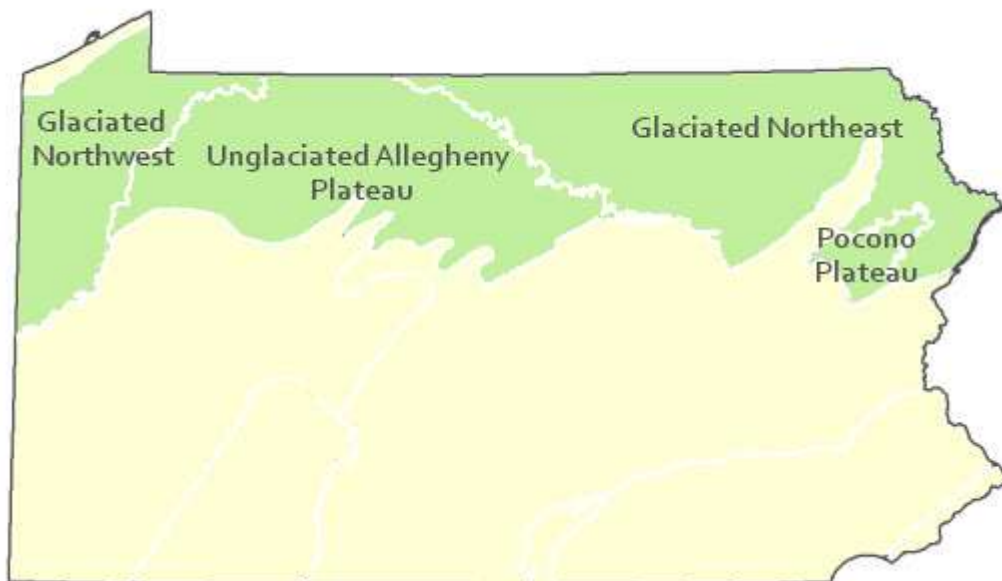 Glaciated
Northwest
Unglaciated Allegheny
Plateau
Glaciated Northeast
Pocono
Plateau